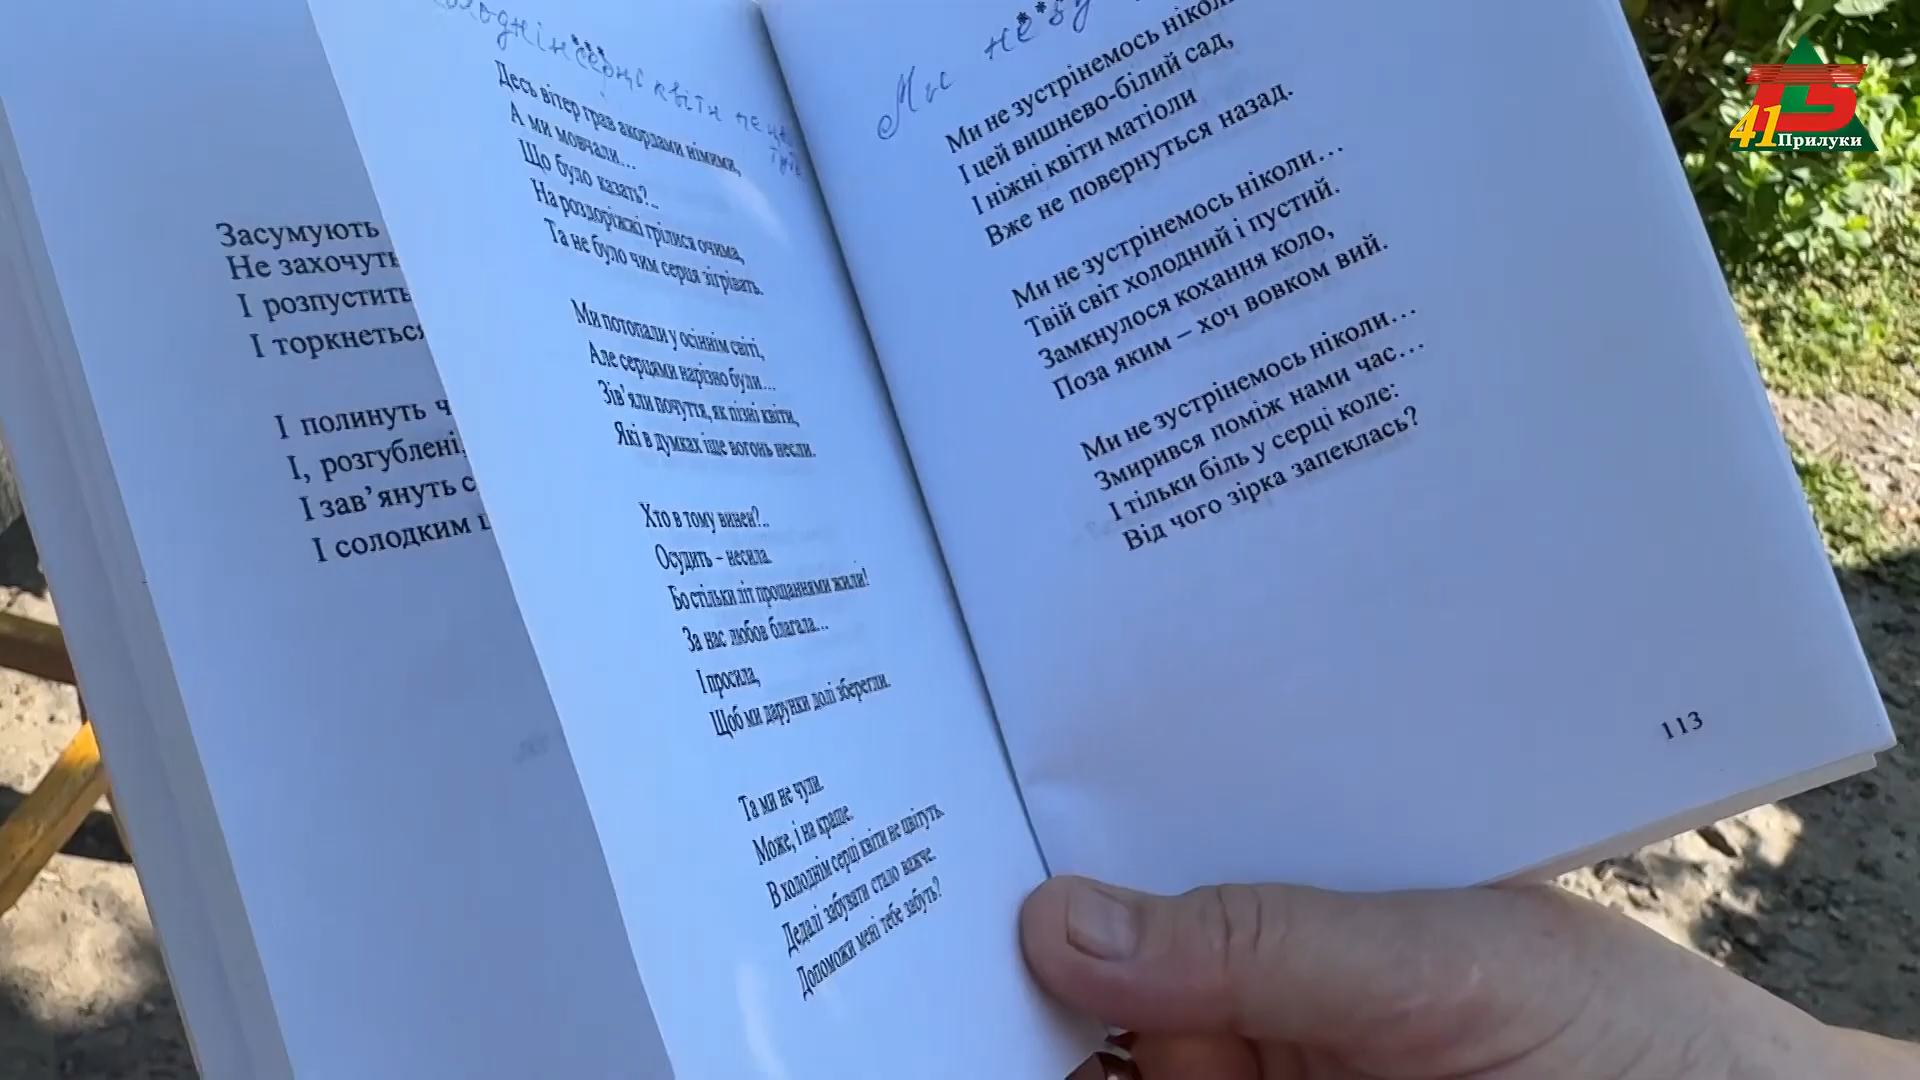 Засумують
Не захочуть
І розпустить
І торкнеться
І полинуть
І, розгублені,
І зав’януть
І солодким
серці квіти не
***
Десь вітер грав акордами німими,
А ми мовчали...
Що було казать?..
На роздоріжжі грілися очима,
Та не було чим серця зігрівать.
Ми потопали у осіннім світі,
Але серцями нарізно були...
Зів’яли почуття, як пізні квіти,
Які в думках іще вогонь несли.
Хто в тому винен?..
Осудить – несила.
Бо стільки літ прощаннями жили!
За нас любов благала...
І просила,
Щоб ми дарунки долі зберегли.
Та ми не чули.
Може, і на краще.
В холоднім серці квіти не цвітуть.
Дедалі забувати стало важче.
Допоможи мені тебе забуть?
Ми не
***
Ми не зустрінемось ніколи
І цей вишнево-білий сад,
І ніжні квіти матіоли
Вже не повернуться назад.
Ми не зустрінемось ніколи...
Твій світ холодний і пустий.
Замкнулося кохання коло,
Поза яким – хоч вовком вий.
Ми не зустрінемось ніколи...
Змирився поміж нами час...
І тільки біль у серці коле:
Від чого зірка запеклась?
113
41
Прилуки